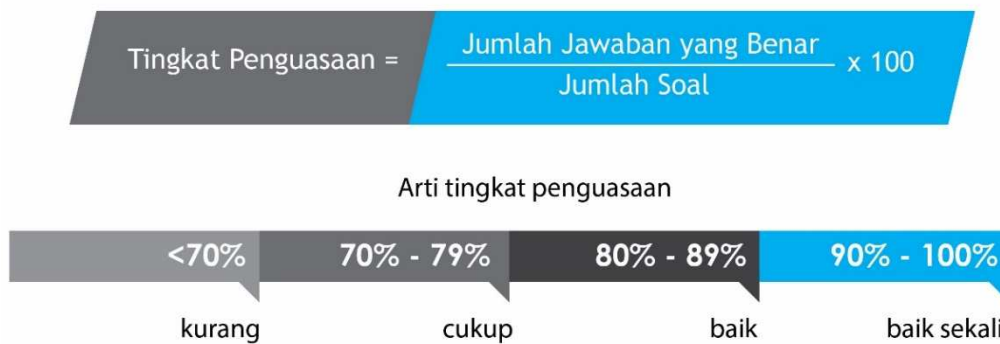 Tingkat Penguasaan = Jumlah Jawaban yang Benar x 100
Jumlah Soal
Arti tingkat penguasaan
<70% 70% - 79% 80% - 89% 90% - 100%
kurang cukup baik baik sekali